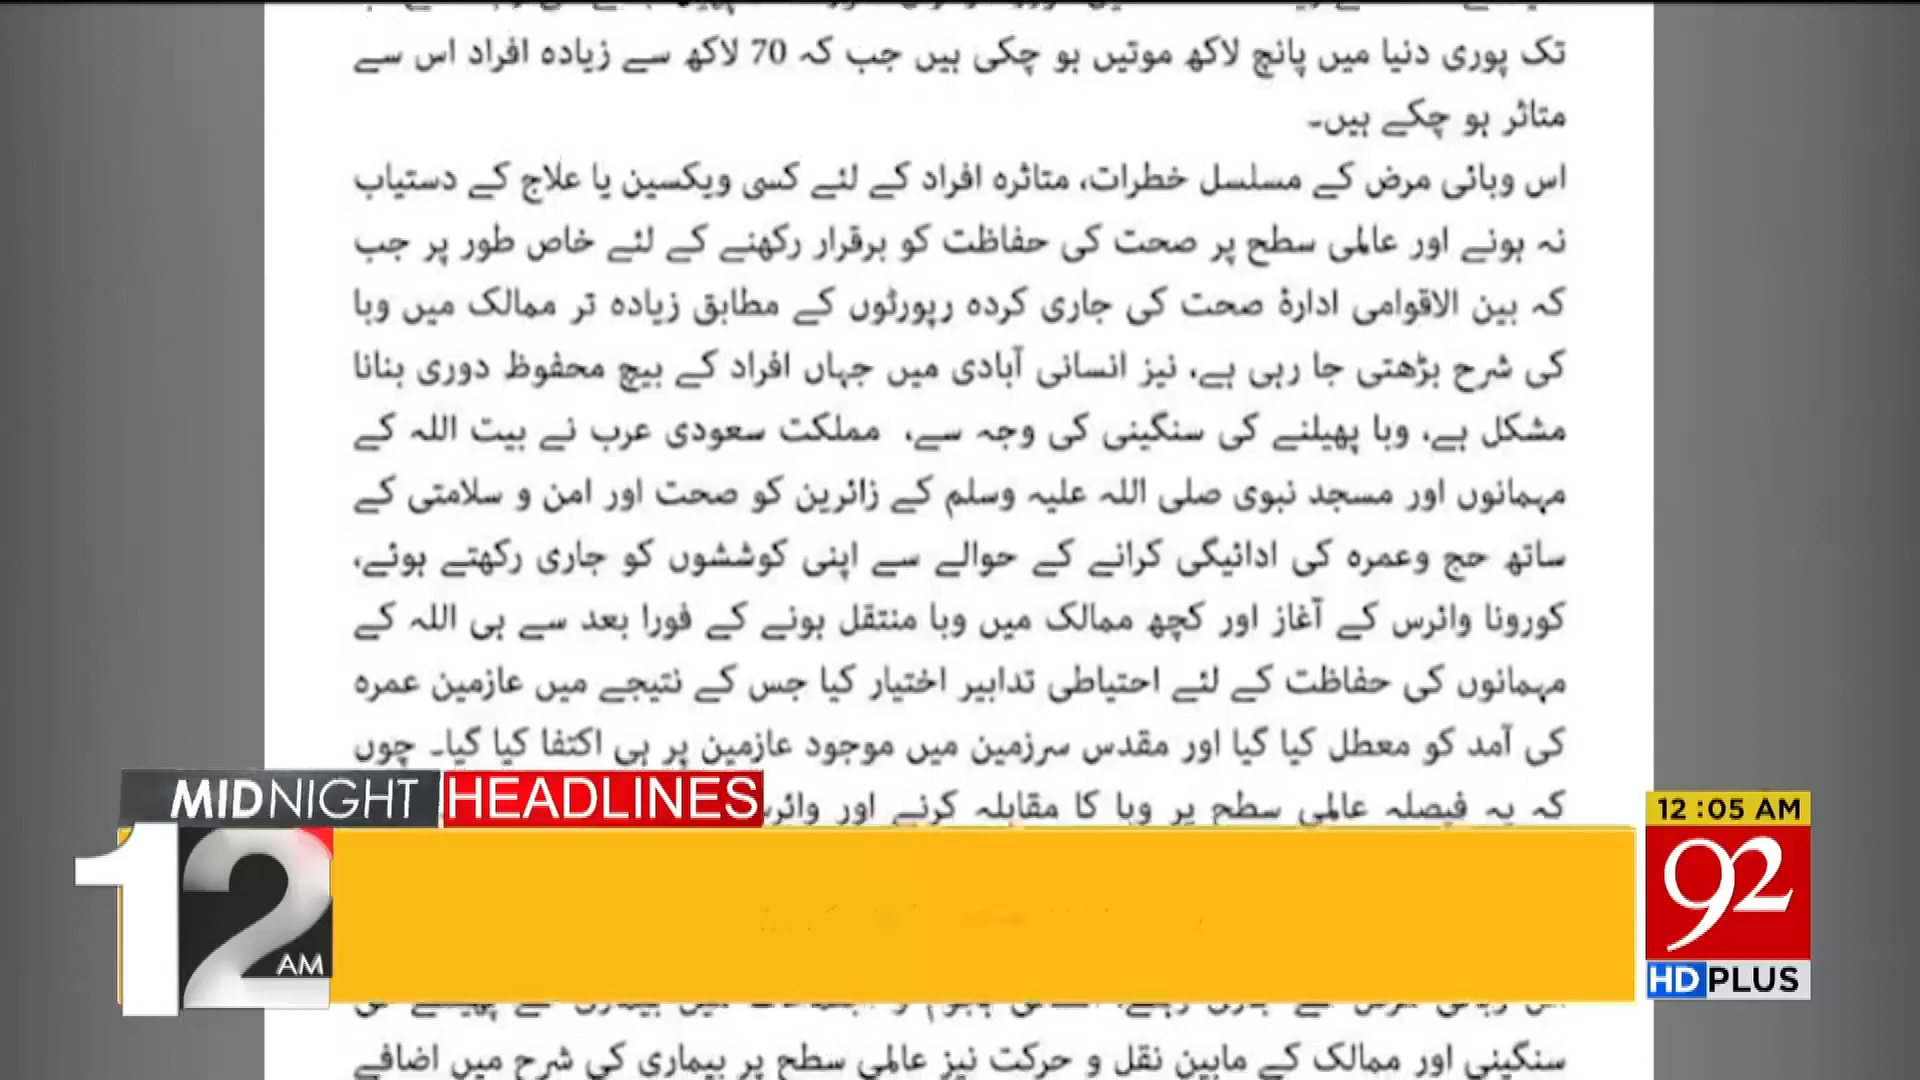 تک پوری دنیا میں پانچ لاکھ موتیں ہو چکی ہیں جب کہ 70 لاکھ سے زیادہ افراد اس سے
متاثر ہو چکے ہیں۔
اس وبائی مرض کے مسلسل خطرات، متاثرہ افراد کے لئے کسی ویکسین یا علاج کے دستیاب
نہ ہونے اور عالمی سطح پر صحت کی حفاظت کو برقرار رکھنے کے لئے خاص طور پر جب
کہ بین الاقوامی ادارۂ صحت کی جاری کردہ رپورٹوں کے مطابق زیادہ تر ممالک میں وبا
کی شرح بڑھتی جا رہی ہے، نیز انسانی آبادی میں جہاں افراد کے بیچ محفوظ دوری بنانا
مشکل ہے، وبا پھیلنے کی سنگینی کی وجہ سے، مملکت سعودی عرب نے بیت اللہ کے
مہمانوں اور مسجد نبوی صلی اللہ علیہ وسلم کے زائرین کو صحت اور امن و سلامتی کے
ساتھ حج وعمرہ کی ادائیگی کرانے کے حوالے سے اپنی کوششوں کو جاری رکھتے ہوئے،
کورونا وائرس کے آغاز اور کچھ ممالک میں وبا منتقل ہونے کے فورا بعد سے ہی اللہ کے
مہمانوں کی حفاظت کے لئے احتیاطی تدابیر اختیار کیا جس کے نتیجے میں عازمین عمرہ
کی آمد کو معطل کیا گیا اور مقدس سرزمین میں موجود عازمین پر ہی اکتفا کیا گیا۔ چوں
کہ یہ فیصلہ عالمی سطح پر وبا کا مقابلہ کرنے اور
MIDNIGHT HEADLINES
12 AM
12:05 AM
92
HD PLUS
سنگینی اور ممالک کے مابین نقل و حرکت نیز عالمی سطح پر بیماری کی شرح میں اضافے